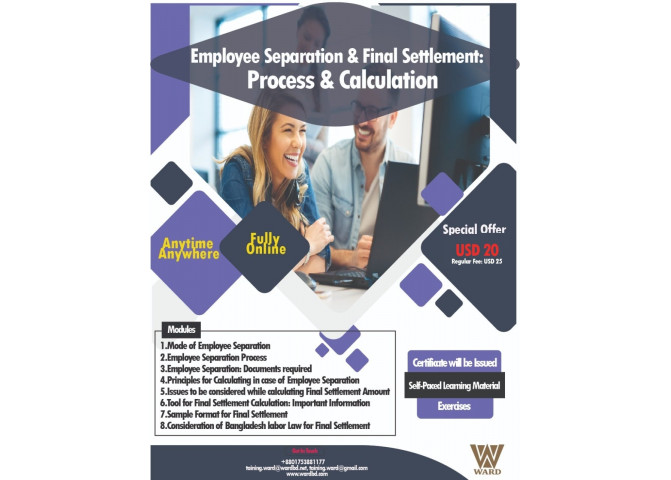 Employee Separation & Final Settlement:
Process & Calculation
Anytime
Anywhere
Fully
Online
Special Offer
USD 20
Regular Fee: USD 25
Modules
1.Mode of Employee Separation
2.Employee Separation Process
3.Employee Separation: Documents required
4.Principles for Calculating in case of Employee Separation
5.Issues to be considered while calculating Final Settlement Amount
6.Tool for Final Settlement Calculation: Important Information
7.Sample Format for Final Settlement
8.Consideration of Bangladesh labor Law for Final Settlement
Certificate will be Issued
Self-Paced Learning Material
Exercises
+8801753881177
taining.ward@wardbd.net, taining.ward@gmail.com
www.wardbd.com
WARD